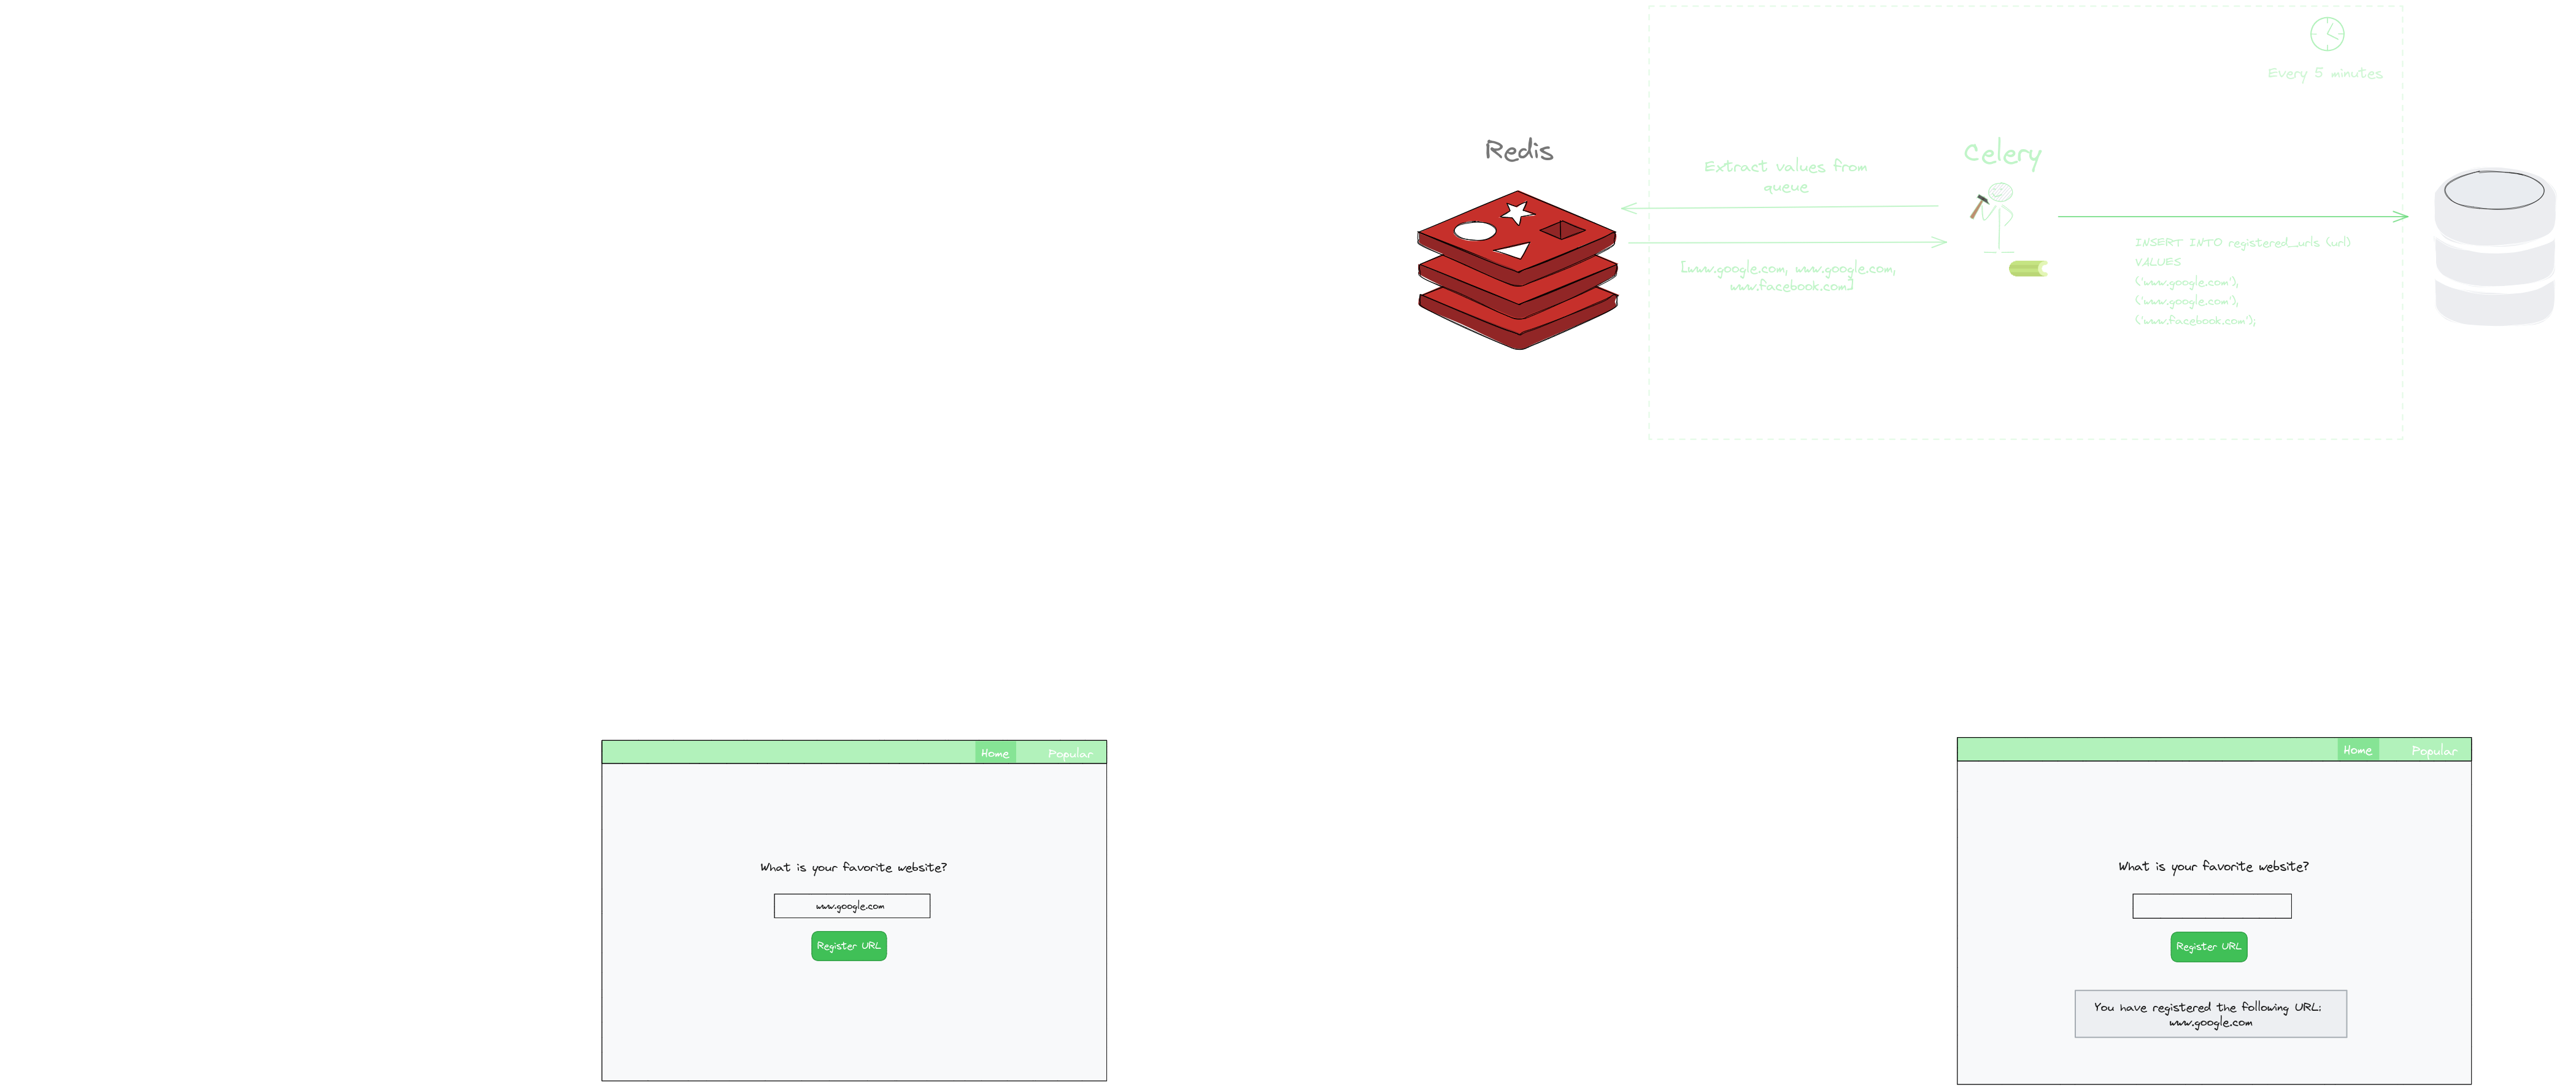 Every 5 minutes
Redis
Extract values from
queue
Celery
[www.google.com, www.google.com,
www.facebook.com]
INSERT INTO registered_urls (url)
VALUES
('www.google.com'),
('www.google.com'),
('www.facebook.com');
Home
Popular
What is your favorite website?
www.google.com
Register URL
Home
Popular
What is your favorite website?
Register URL
You have registered the following URL:
www.google.com